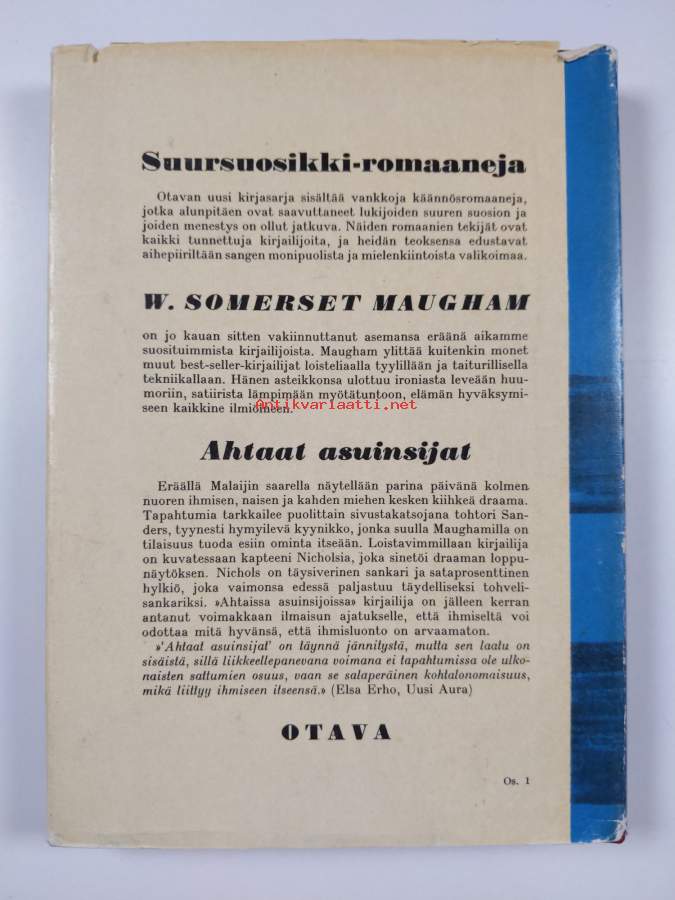 Suursuosikki-romaaneja
Otavan uusi kirjasarja sisältää vankkoja käännösromaaneja,
jotka alunpitäen ovat saavuttaneet lukijoiden suuren suosion ja
joiden menestys on ollut jatkuva. Näiden romaanien tekijät ovat
kaikki tunnettuja kirjailijoita, ja heidän teoksensa edustavat
aihepiiriltään sangen monipuolista ja mielenkiintoista valikoimaa.
W. SOMERSET MAUGHAM
on jo kauan sitten vakiinnuttanut asemansa eräänä aikamme
suosituimmista kirjailijoista. Maugham ylittää kuitenkin monet
muut best-seller-kirjailijat loisteliaalla tyylillään ja taiturillisella
tekniikallaan. Hänen asteikkonsa ulottuu ironiasta leveään huu-
moriin, satiirista lämpimään myötätuntoon, elämän hyväksymi-
seen kaikkine ilmiöineen.
Antikvariaatti.net
Ahtaat asuinsijat
Eräällä Malaijin saarella näytellään parina päivänä kolmen
nuoren ihmisen, naisen ja kahden miehen kesken kiihkeä draama.
Tapahtumia tarkkailee puolittain sivustakatsojana tohtori San-
ders, tyynesti hymyilevä kyynikko, jonka suulla Maughamilla on
tilaisuus tuoda esiin ominta itseään. Loistavimmillaan kirjailija
on kuvatessaan kapteeni Nicholsia, joka sinetöi draaman loppu-
näytöksen. Nichols on täysiverinen sankari ja sataprosenttinen
hylkiö, joka vaimonsa edessä paljastuu täydelliseksi tohveli-
sankariksi. »Ahtaissa asuinsijoissa» kirjailija on jälleen kerran
antanut voimakkaan ilmaisun ajatukselle, että ihmiseltä voi
odottaa mitä hyvänsä, että ihmisluonto on arvaamaton.
»'Ahtaat asuinsijat' on täynnä jännitystä, mutta sen laatu on
sisäistä, sillä liikkeellepanevana voimana ei tapahtumissa ole ulko-
naisten sattumien osuus, vaan se salaperäinen kohtalonomaisuus,
mikä liittyy ihmiseen itseensä.» (Elsa Erho, Uusi Aura)
OTAVA
Os. 1